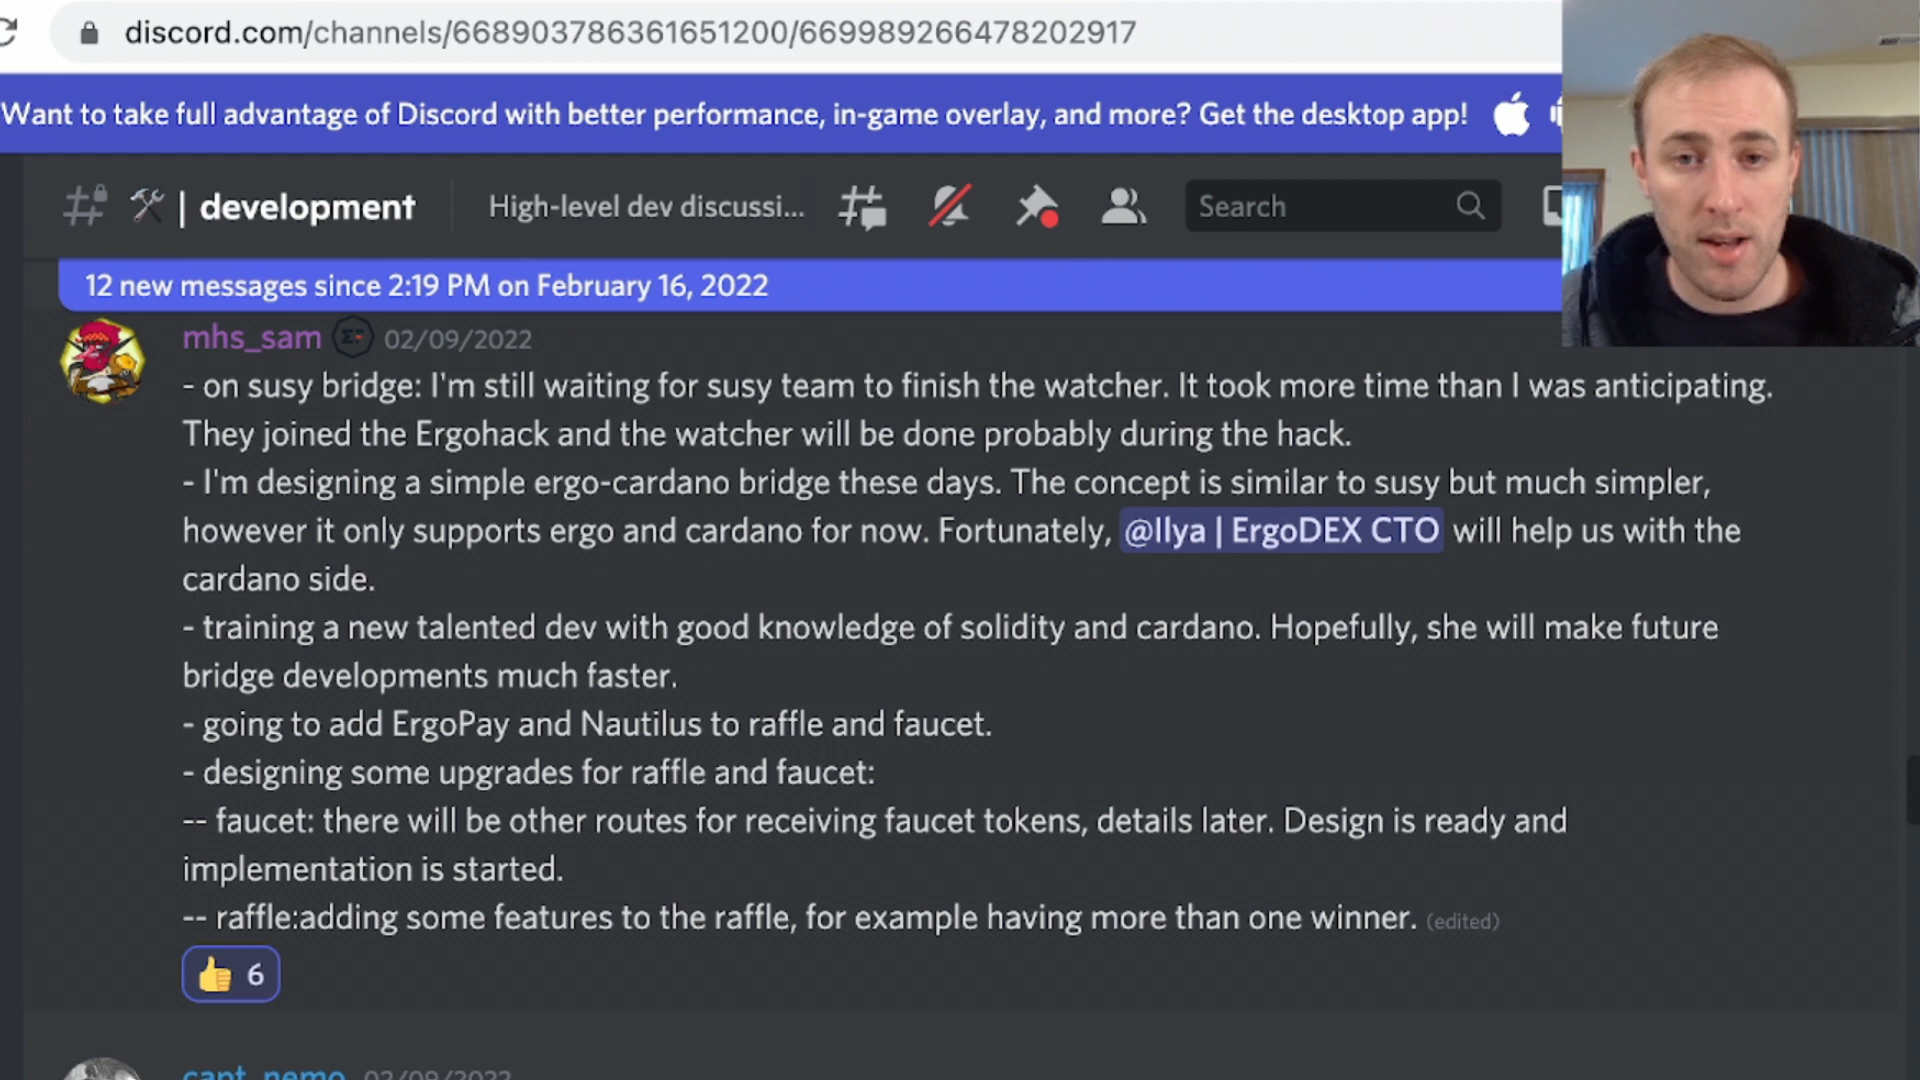 discord.com/channels/668903786361651200/669989266478202917
Want to take full advantage of Discord with better performance, in-game overlay, and more? Get the desktop app!
| development
High-level dev discussi...
Search
12 new messages since 2:19 PM on February 16, 2022
mhs_sam 02/09/2022
- on susy bridge: I'm still waiting for susy team to finish the watcher. It took more time than I was anticipating.
They joined the Ergohack and the watcher will be done probably during the hack.
- I'm designing a simple ergo-cardano bridge these days. The concept is similar to susy but much simpler,
however it only supports ergo and cardano for now. Fortunately, @Ilya | ErgoDEX CTO will help us with the
cardano side.
- training a new talented dev with good knowledge of solidity and cardano. Hopefully, she will make future
bridge developments much faster.
- going to add ErgoPay and Nautilus to raffle and faucet.
- designing some upgrades for raffle and faucet:
-- faucet: there will be other routes for receiving faucet tokens, details later. Design is ready and
implementation is started.
-- raffle:adding some features to the raffle, for example having more than one winner. (edited)
6
capt_nemo 02/09/2022